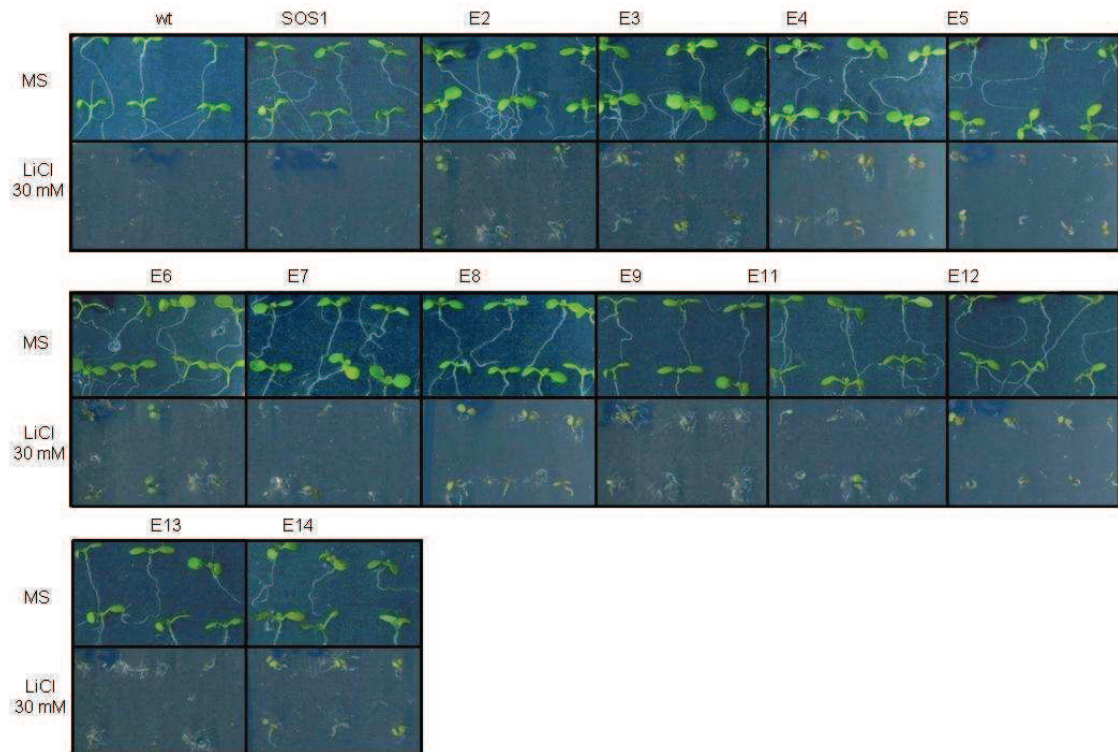 wt SOS1 E2 E3 E4 E5
MS
LiCl
30 mM
E6 E7 E8 E9 E11 E12
MS
LiCl
30 mM
E13 E14
MS
LiCl
30 mM